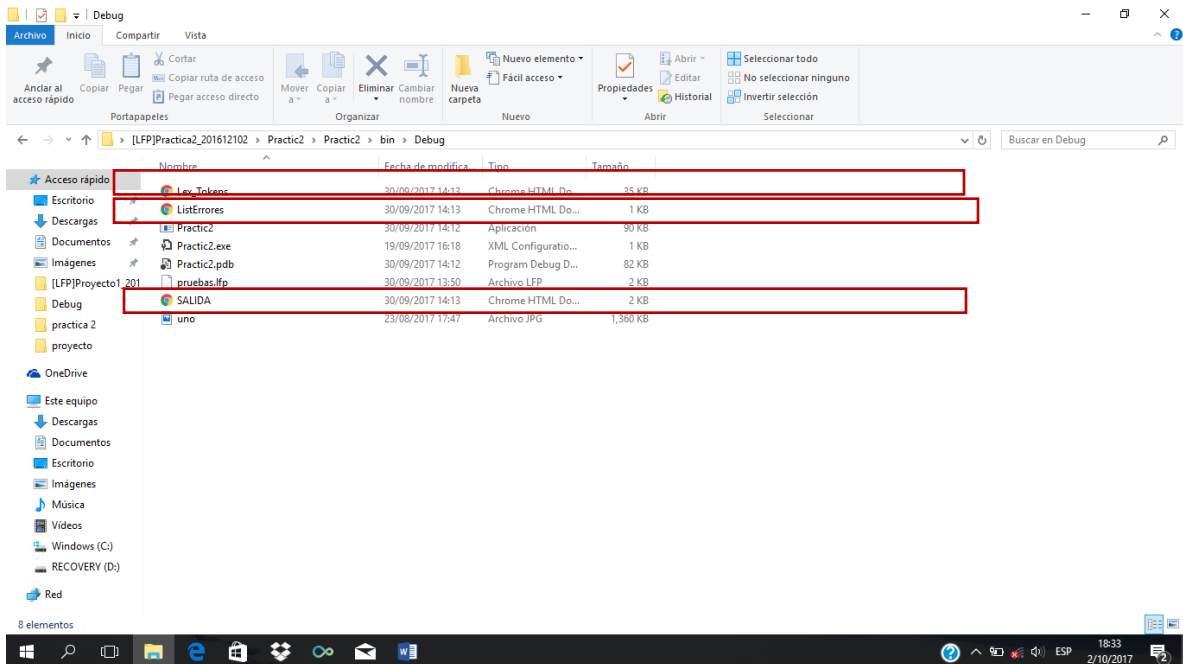 Debug
Archivo Inicio Compartir Vista
Anclar al acceso rápido
Copiar
Pegar
Cortar
Copiar ruta de acceso
Pegar acceso directo
Portapapeles
Mover a
Copiar a
Eliminar
Cambiar nombre
Organizar
Nueva carpeta
Nuevo elemento
Fácil acceso
Nuevo
Propiedades
Abrir
Editar
Historial
Abrir
Seleccionar todo
No seleccionar ninguno
Invertir selección
Seleccionar
[LFP]Practica2_201612102 > Practic2 > Practic2 > bin > Debug
Buscar en Debug
Nombre Fecha de modifica... Tipo Tamaño
Lex_Tokens 30/09/2017 14:13 Chrome HTML Do... 35 KB
ListErrores 30/09/2017 14:13 Chrome HTML Do... 1 KB
Practic2 30/09/2017 14:12 Aplicación 90 KB
Practic2.exe 19/09/2017 16:18 XML Configuratio... 1 KB
Practic2.pdb 30/09/2017 14:12 Program Debug D... 82 KB
pruebas.lfp 30/09/2017 13:50 Archivo LFP 2 KB
SALIDA 30/09/2017 14:13 Chrome HTML Do... 2 KB
uno 23/08/2017 17:47 Archivo JPG 1,360 KB
Acceso rápido
Escritorio
Descargas
Documentos
Imágenes
[LFP]Proyecto1_201
Debug
practica 2
proyecto
OneDrive
Este equipo
Descargas
Documentos
Escritorio
Imágenes
Música
Vídeos
Windows (C:)
RECOVERY (D:)
Red
8 elementos
ESP
18:33
2/10/2017